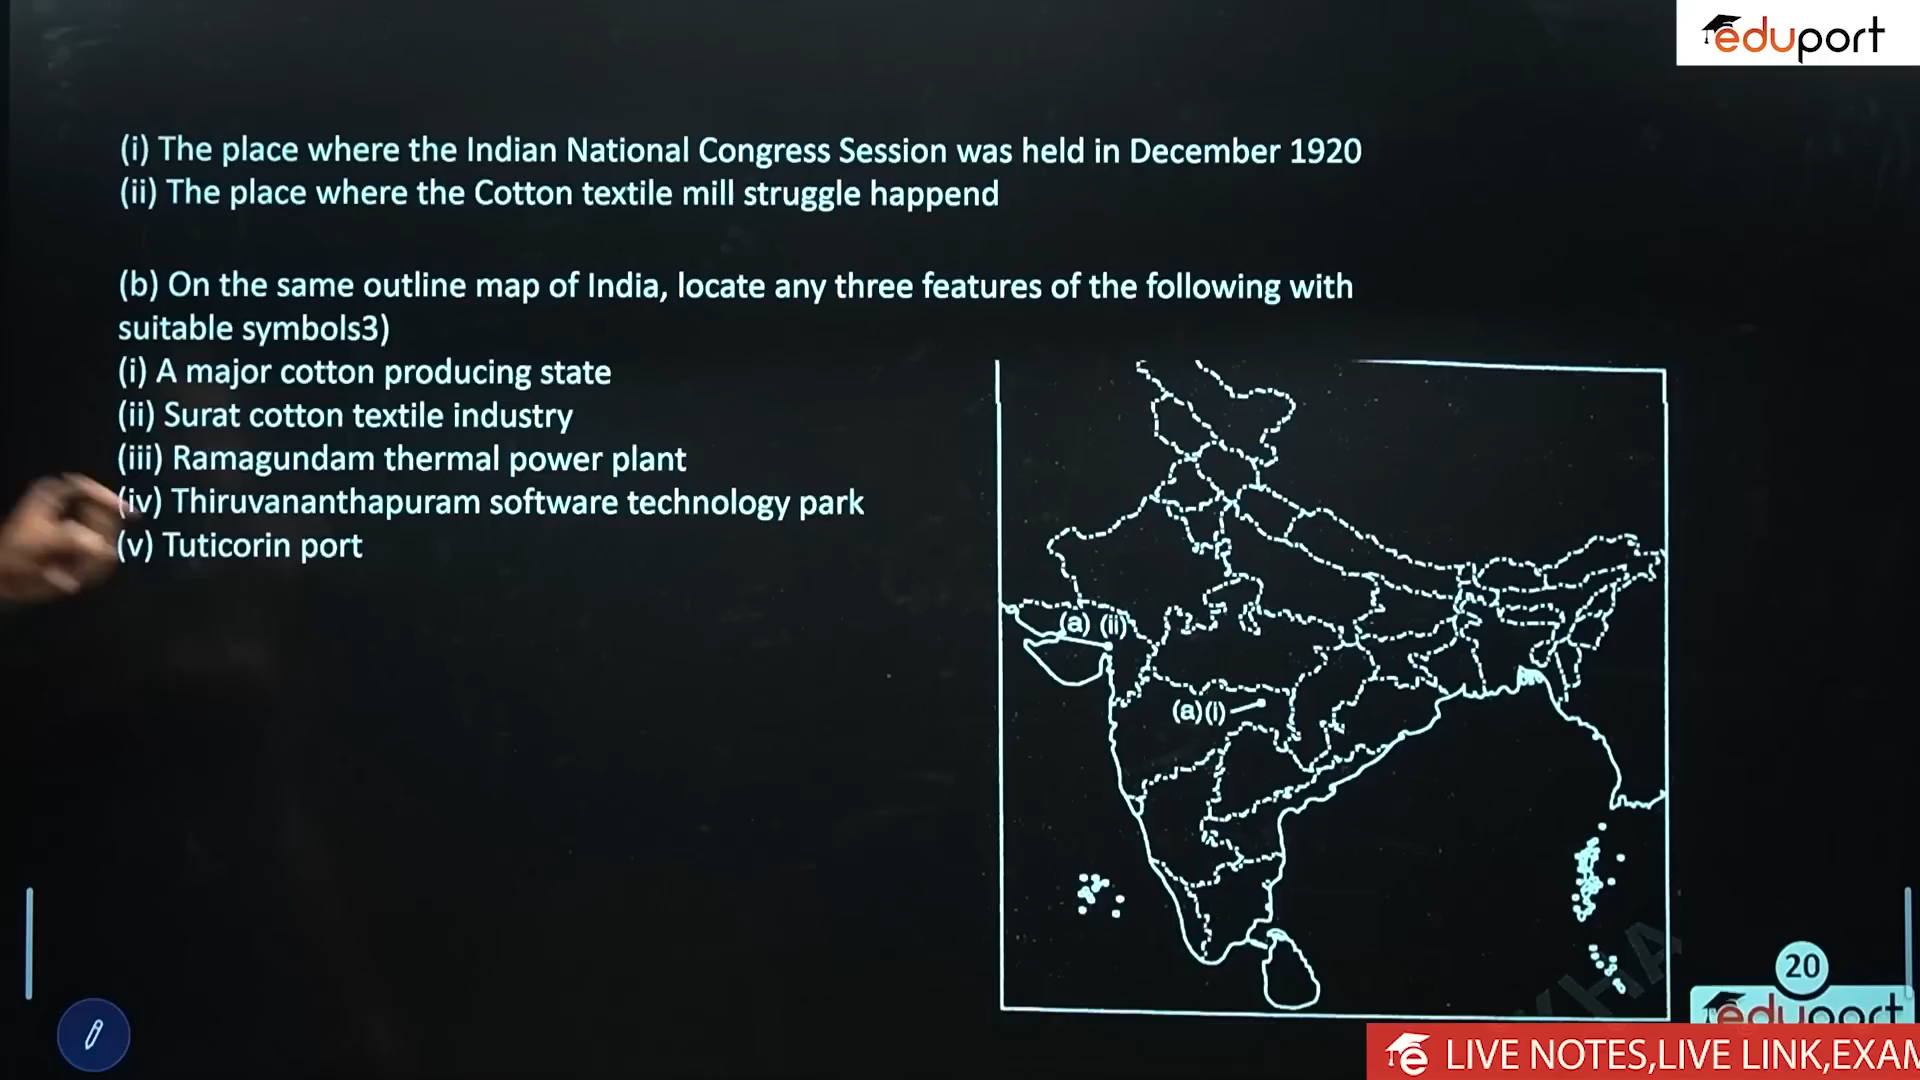 eduport
(i) The place where the Indian National Congress Session was held in December 1920
(ii) The place where the Cotton textile mill struggle happend
(b) On the same outline map of India, locate any three features of the following with
suitable symbols3)
(i) A major cotton producing state
(ii) Surat cotton textile industry
(iii) Ramagundam thermal power plant
(iv) Thiruvananthapuram software technology park
(v) Tuticorin port
(a) (ii)
(a)(i)
20
eduport
LIVE NOTES,LIVE LINK,EXAM